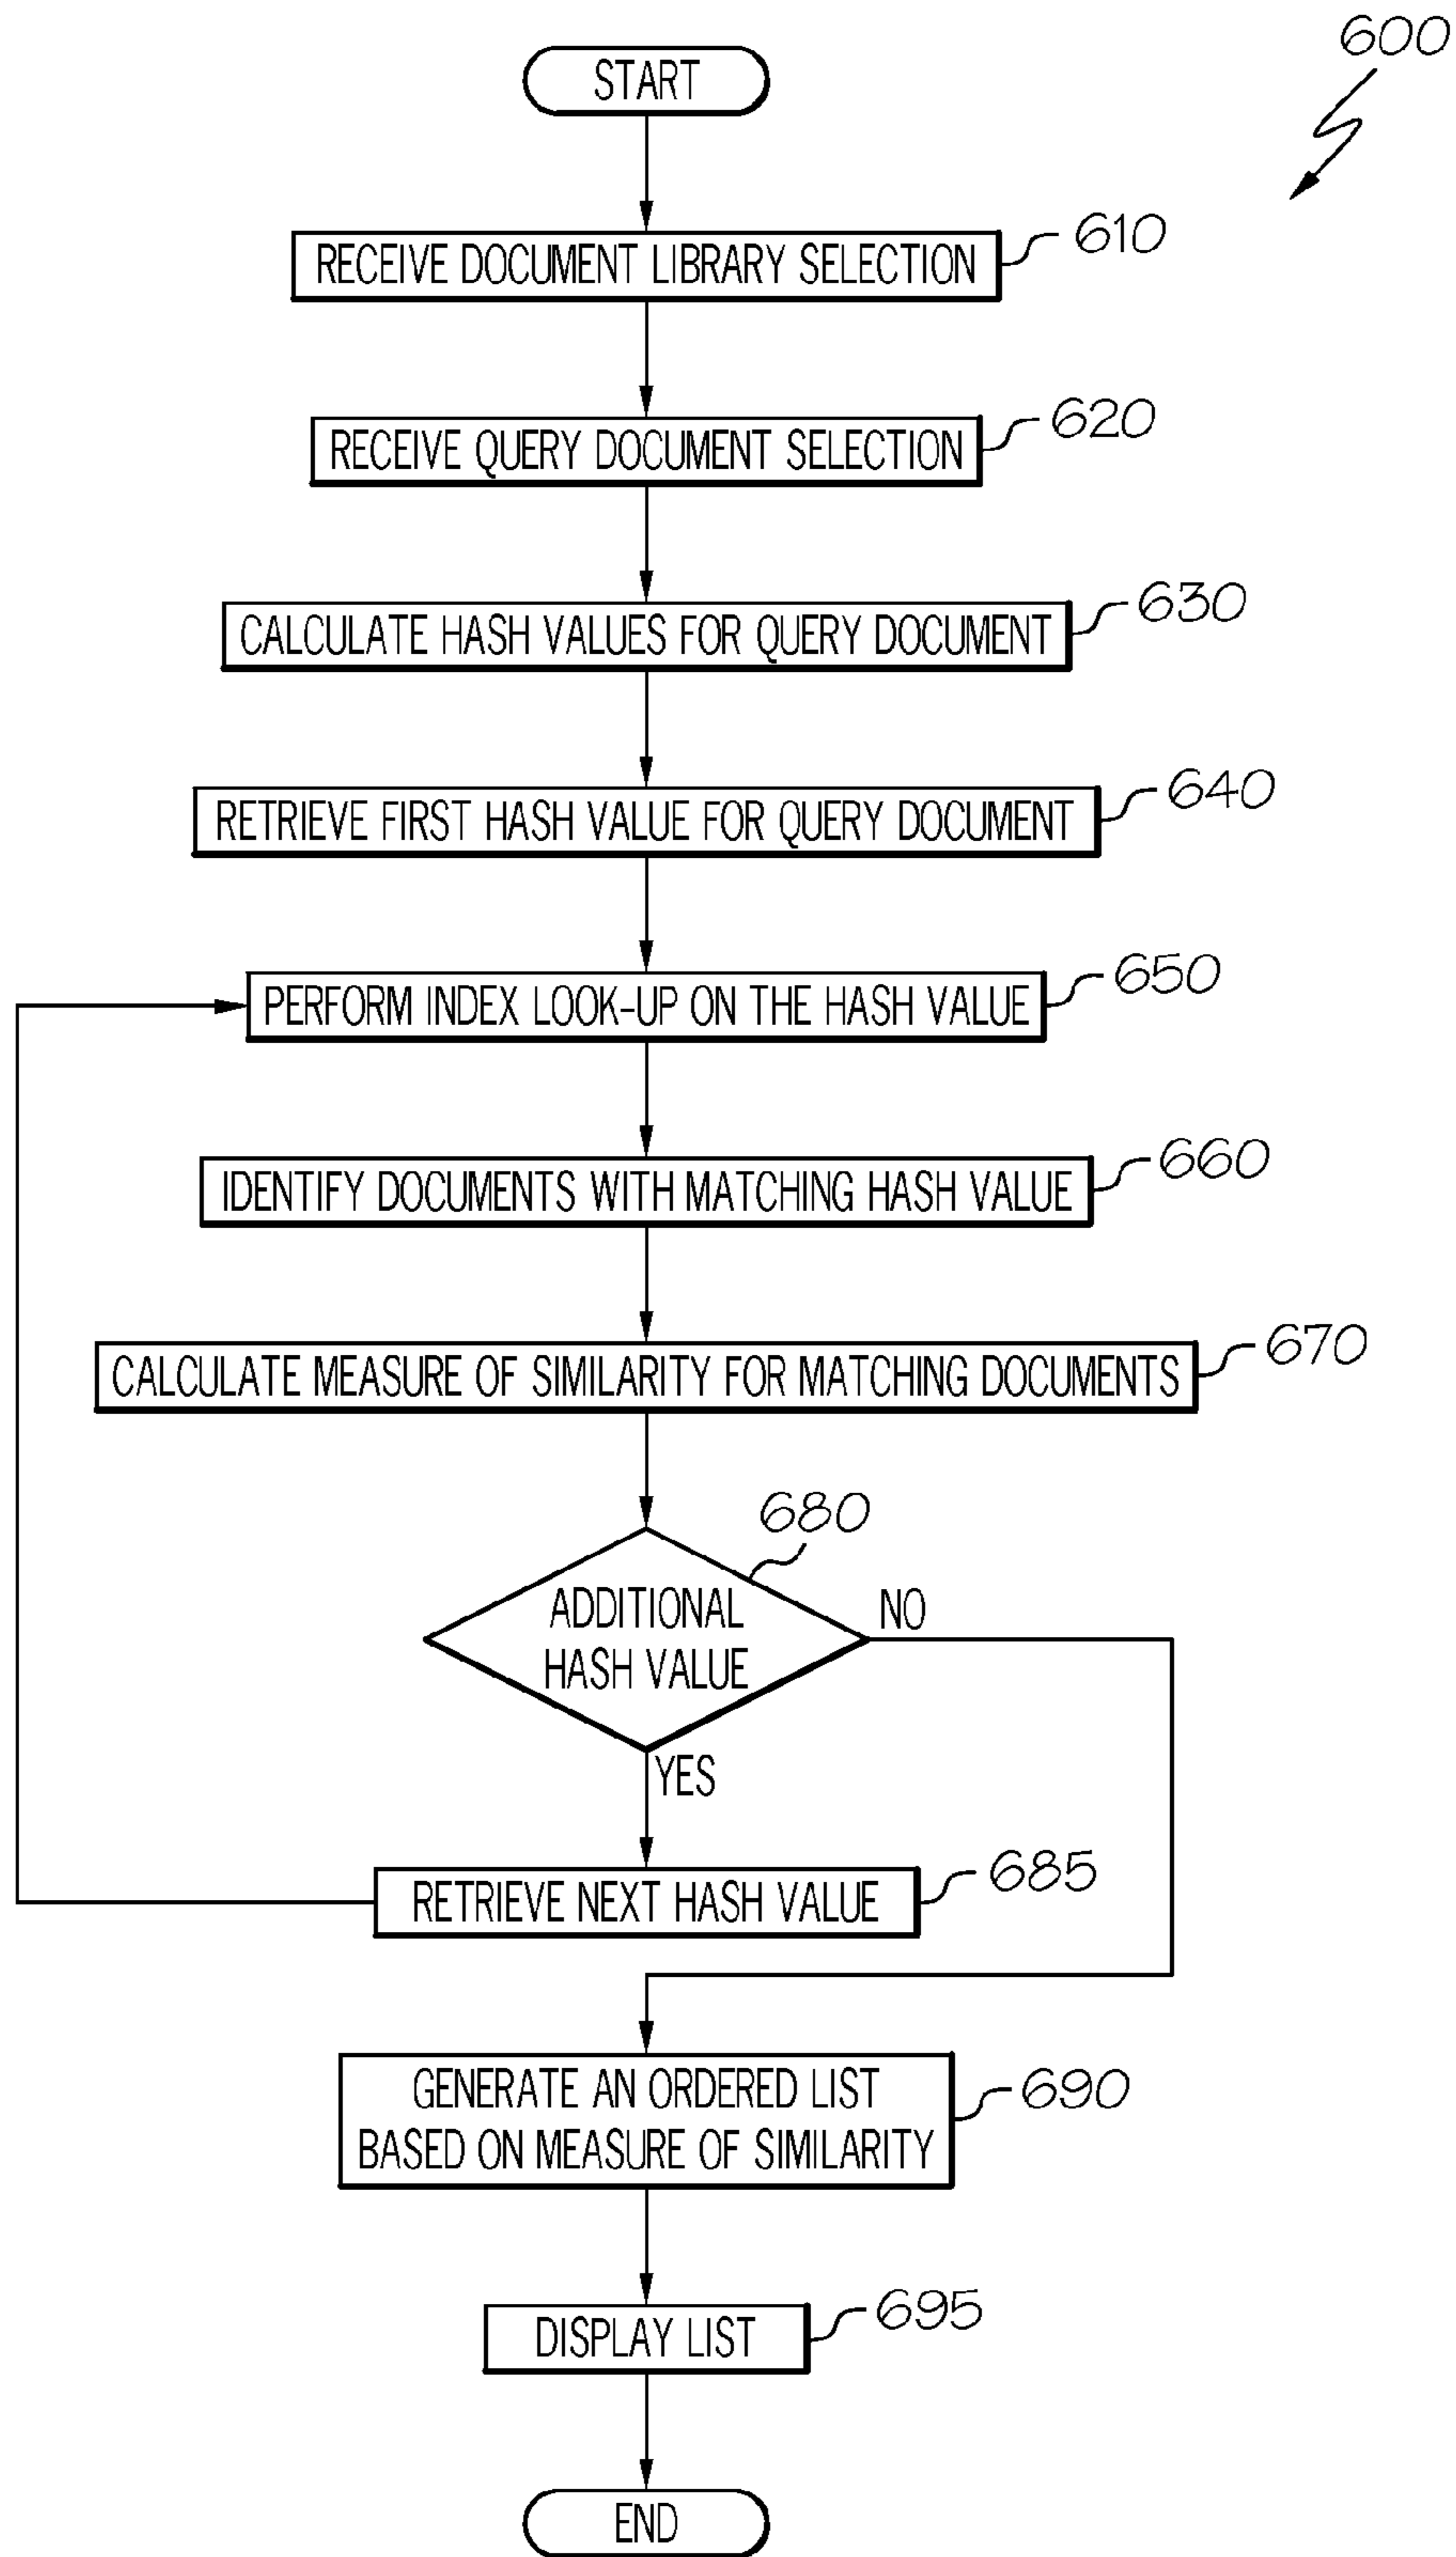 600
START
RECEIVE DOCUMENT LIBRARY SELECTION
610
RECEIVE QUERY DOCUMENT SELECTION
620
CALCULATE HASH VALUES FOR QUERY DOCUMENT
630
RETRIEVE FIRST HASH VALUE FOR QUERY DOCUMENT
640
PERFORM INDEX LOOK-UP ON THE HASH VALUE
650
IDENTIFY DOCUMENTS WITH MATCHING HASH VALUE
660
CALCULATE MEASURE OF SIMILARITY FOR MATCHING DOCUMENTS
670
680
ADDITIONAL
HASH VALUE
NO
YES
RETRIEVE NEXT HASH VALUE
685
GENERATE AN ORDERED LIST
BASED ON MEASURE OF SIMILARITY
690
DISPLAY LIST
695
END